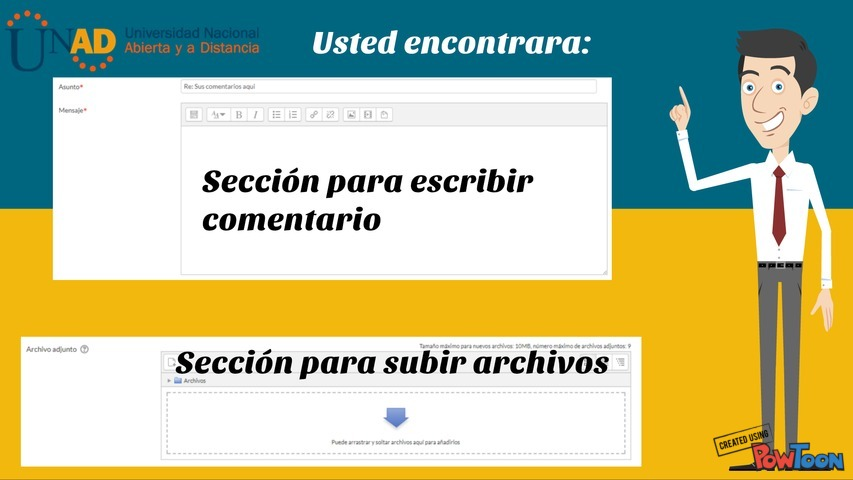 UNAD
Universidad Nacional
Abierta y a Distancia
Usted encontrara:
Asunto*
Re: Sus comentarios aquí
Mensaje*
B I
Sección para escribir
comentario
Archivo adjunto
Tamaño máximo para nuevos archivos: 10MB, número máximo de archivos adjuntos: 9
Sección para subir archivos
Archivos
Puede arrastrar y soltar archivos aquí para añadirlos
CREATED USING
POWTOON